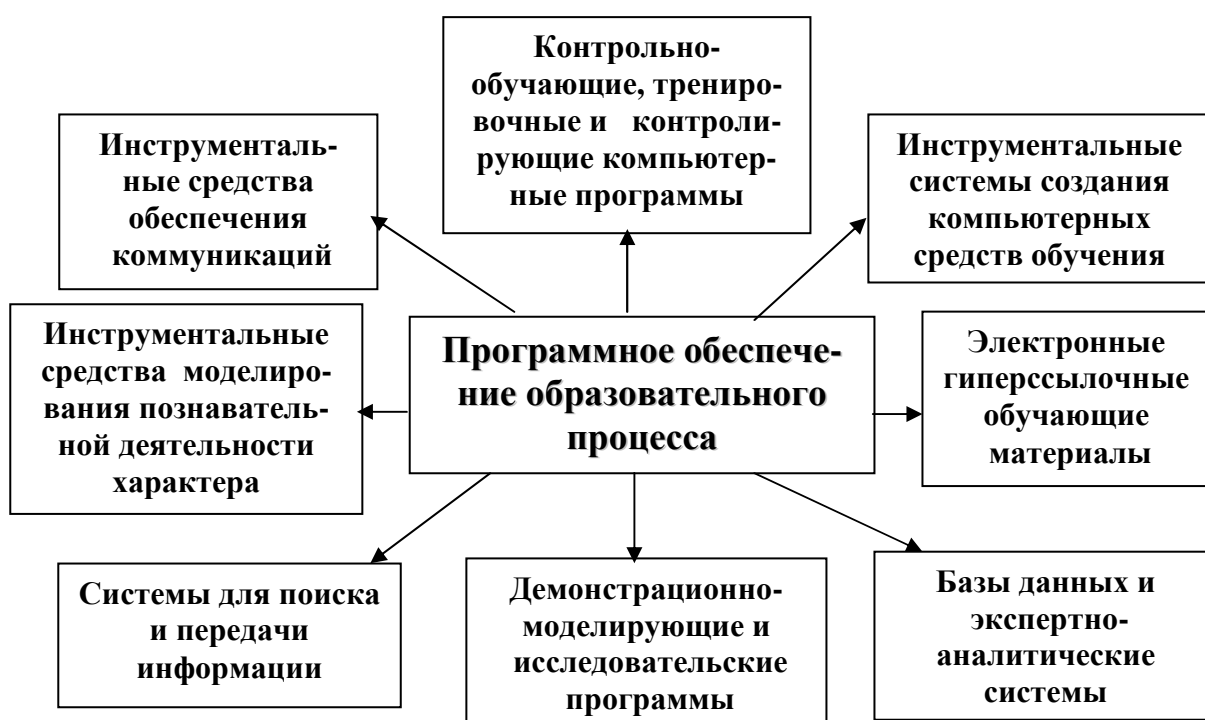 Контрольно-
обучающие, трениро-
вочные и контроли-
рующие компьютер-
ные программы
Инструменталь-
ные средства
обеспечения
коммуникаций
Инструментальные
системы создания
компьютерных
средств обучения
Инструментальные
средства моделиро-
вания познаватель-
ной деятельности
характера
Программное обеспече-
ние образовательного
процесса
Электронные
гиперссылочные
обучающие
материалы
Системы для поиска
и передачи
информации
Демонстрационно-
моделирующие и
исследовательские
программы
Базы данных и
экспертно-
аналитические
системы